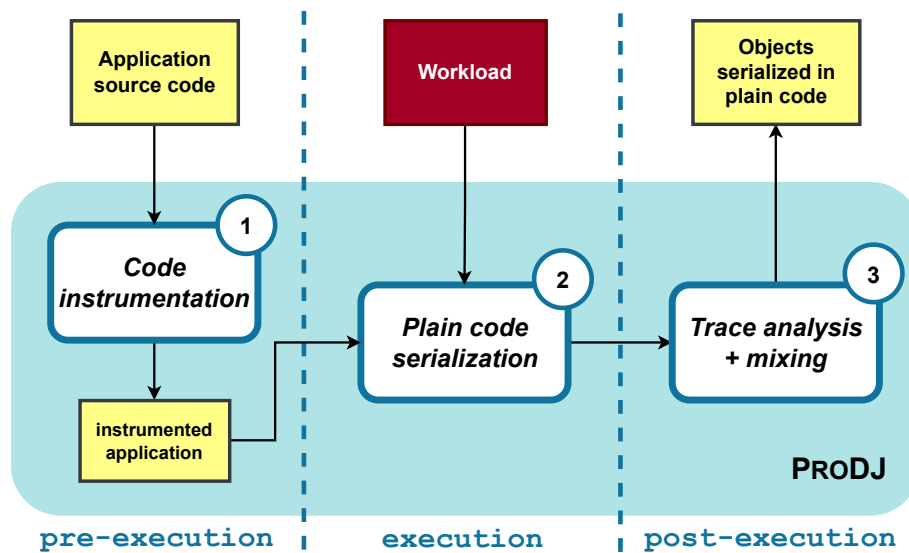 Application
source code
Workload
Objects
serialized in
plain code
1
Code
instrumentation
2
Plain code
serialization
3
Trace analysis
+ mixing
instrumented
application
PRODJ
pre-execution
execution
post-execution